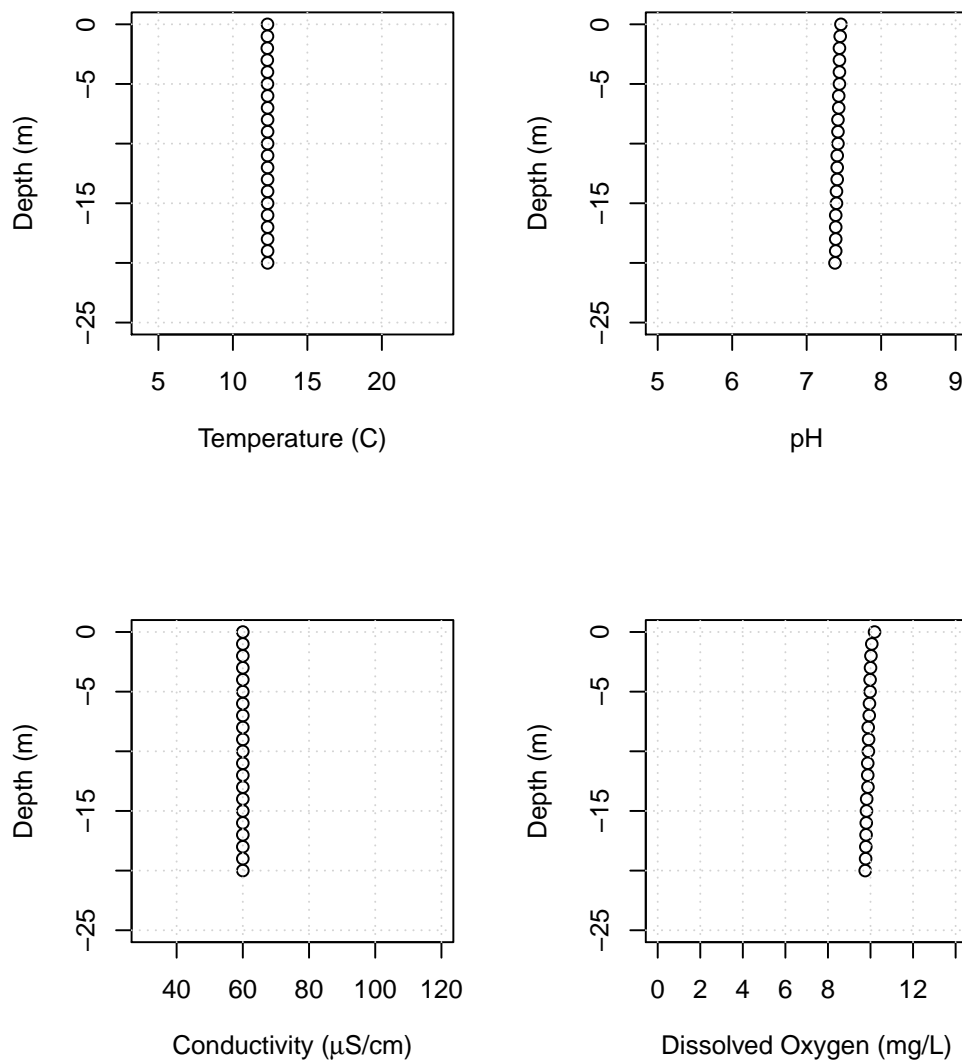 0
−5
−15
−25
Depth (m)
5 10 15 20
Temperature (C)
0
−5
−15
−25
Depth (m)
5 6 7 8 9
pH
0
−5
−15
−25
Depth (m)
40 60 80 100 120
Conductivity (μS/cm)
0
−5
−15
−25
Depth (m)
0 2 4 6 8 12
Dissolved Oxygen (mg/L)